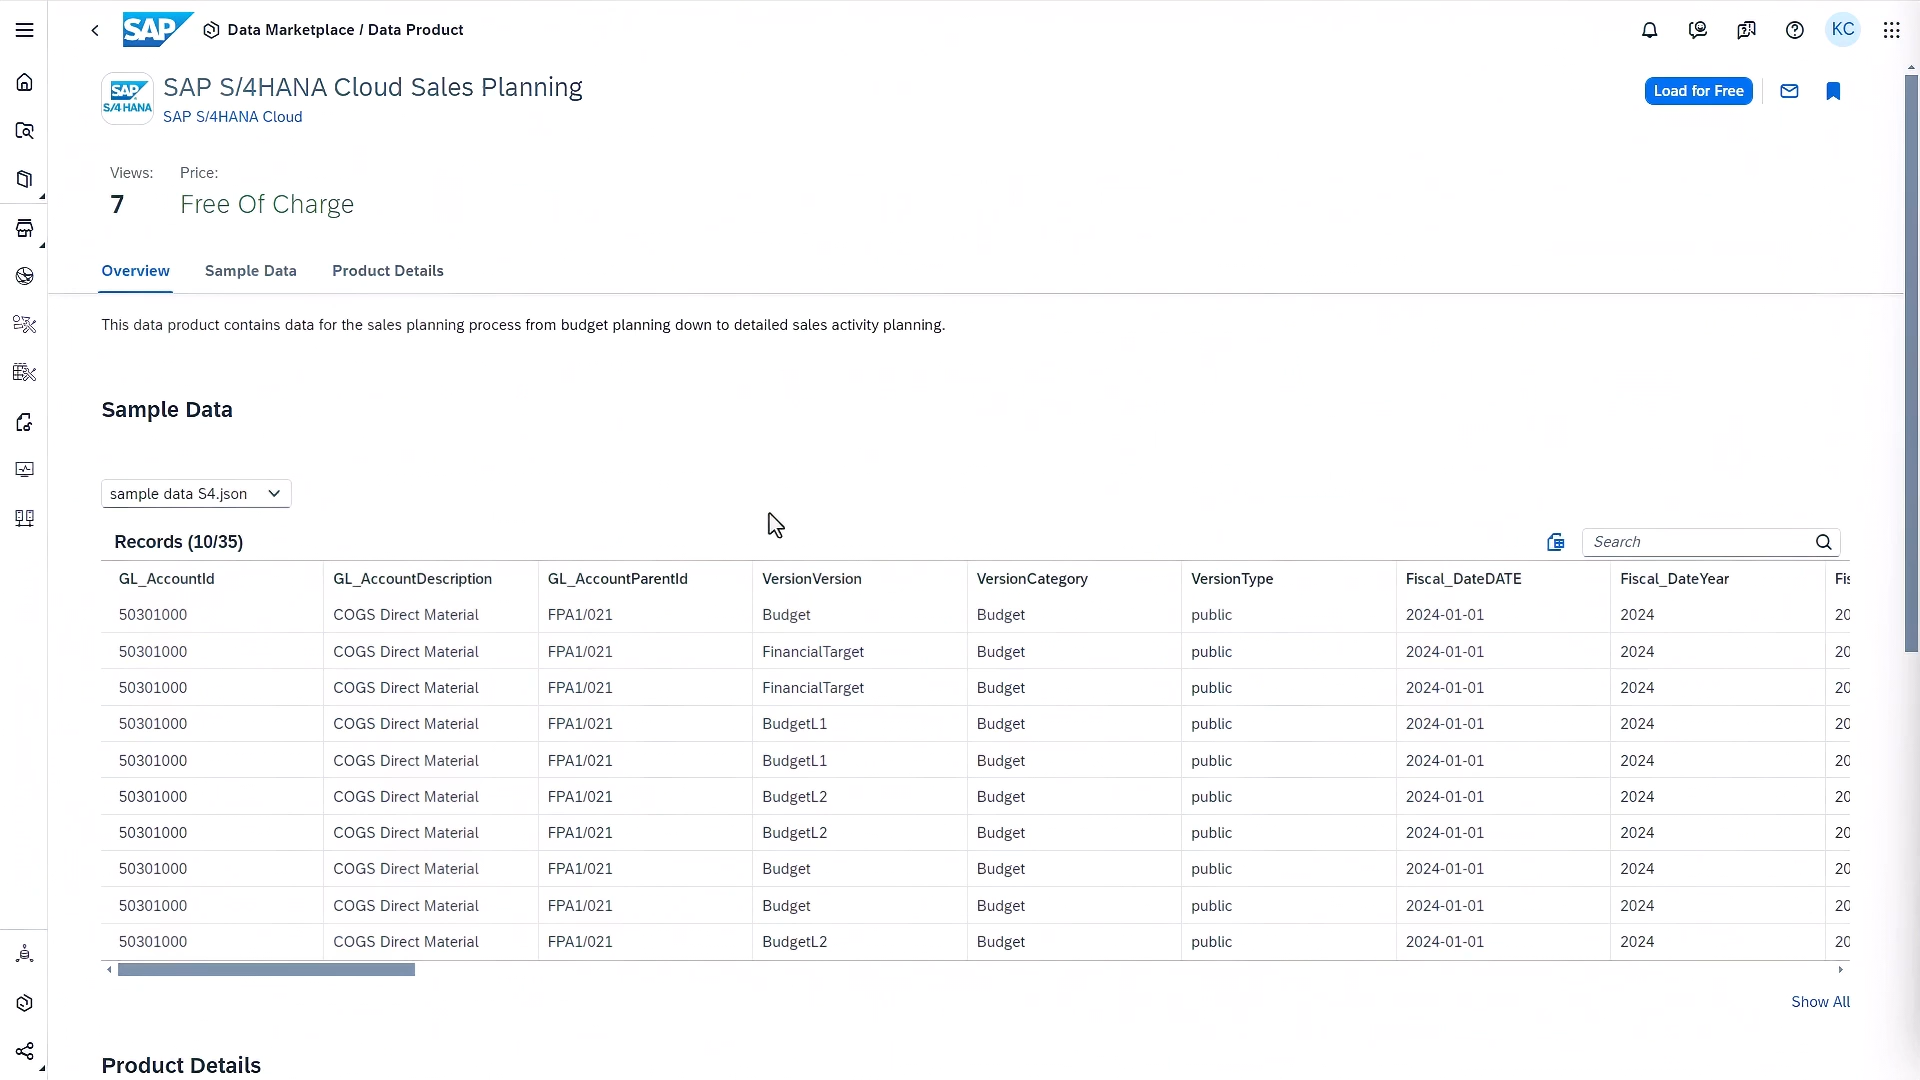 SAP Data Marketplace / Data Product KC
SAP S/4HANA
SAP S/4HANA Cloud Sales Planning
Load for Free
SAP S/4HANA Cloud
Views: Price:
7 Free Of Charge
Overview Sample Data Product Details
This data product contains data for the sales planning process from budget planning down to detailed sales activity planning.
Sample Data
sample data S4.json
Records (10/35) Search
GL_AccountId GL_AccountDescription GL_AccountParentId VersionVersion VersionCategory VersionType Fiscal_DateDATE Fiscal_DateYear Fis
50301000 COGS Direct Material FPA1/021 Budget Budget public 2024-01-01 2024 20
50301000 COGS Direct Material FPA1/021 FinancialTarget Budget public 2024-01-01 2024 20
50301000 COGS Direct Material FPA1/021 FinancialTarget Budget public 2024-01-01 2024 20
50301000 COGS Direct Material FPA1/021 BudgetL1 Budget public 2024-01-01 2024 20
50301000 COGS Direct Material FPA1/021 BudgetL1 Budget public 2024-01-01 2024 20
50301000 COGS Direct Material FPA1/021 BudgetL2 Budget public 2024-01-01 2024 20
50301000 COGS Direct Material FPA1/021 BudgetL2 Budget public 2024-01-01 2024 20
50301000 COGS Direct Material FPA1/021 Budget Budget public 2024-01-01 2024 20
50301000 COGS Direct Material FPA1/021 Budget Budget public 2024-01-01 2024 20
50301000 COGS Direct Material FPA1/021 BudgetL2 Budget public 2024-01-01 2024 20
Show All
Product Details